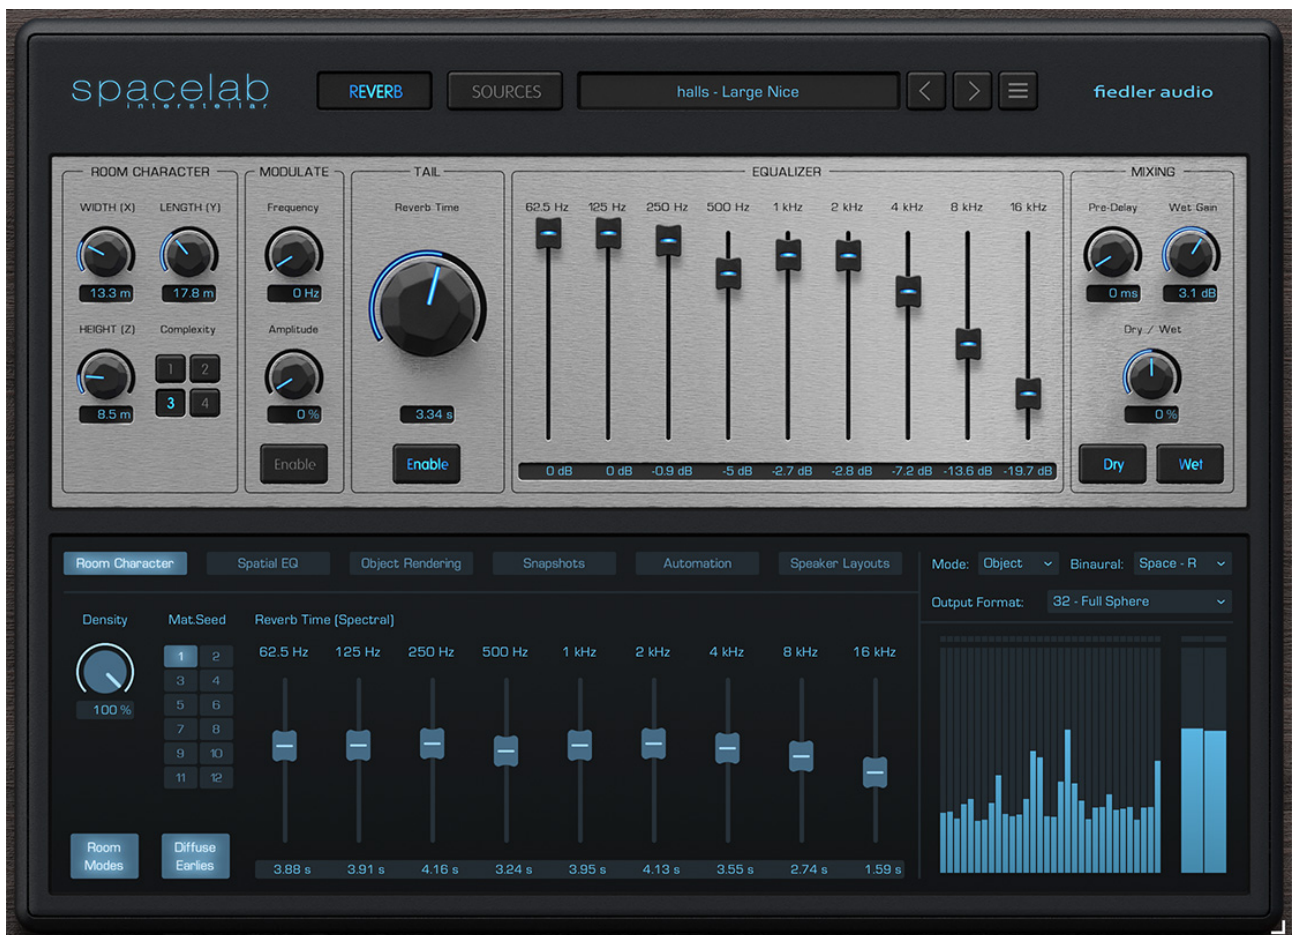 spacelab
interstellar
REVERB SOURCES halls - Large Nice fiedler audio
ROOM CHARACTER MODULATE TAIL EQUALIZER MIXING
WIDTH (X) LENGTH (Y) Frequency Reverb Time 62.5 Hz 125 Hz 250 Hz 500 Hz 1 kHz 2 kHz 4 kHz 8 kHz 16 kHz Pre-Delay Wet Gain
13.3 m 17.8 m 0 Hz 0 ms 3.1 dB
HEIGHT (Z) Complexity Amplitude Dry / Wet
1 2
3 4
8.5 m 0 % 3.34 s 0 %
Enable Enable Dry Wet
0 dB 0 dB -0.9 dB -5 dB -2.7 dB -2.8 dB -7.2 dB -13.6 dB -19.7 dB
Room Character Spatial EQ Object Rendering Snapshots Automation Speaker Layouts Mode: Object Binaural: Space - R
Output Format: 32 - Full Sphere
Density Mat.Seed Reverb Time (Spectral)
62.5 Hz 125 Hz 250 Hz 500 Hz 1 kHz 2 kHz 4 kHz 8 kHz 16 kHz
1 2
3 4
5 6
100 %
7 8
9 10
11 12
Room Modes
Diffuse Earlies
3.88 s 3.91 s 4.16 s 3.24 s 3.95 s 4.13 s 3.55 s 2.74 s 1.59 s